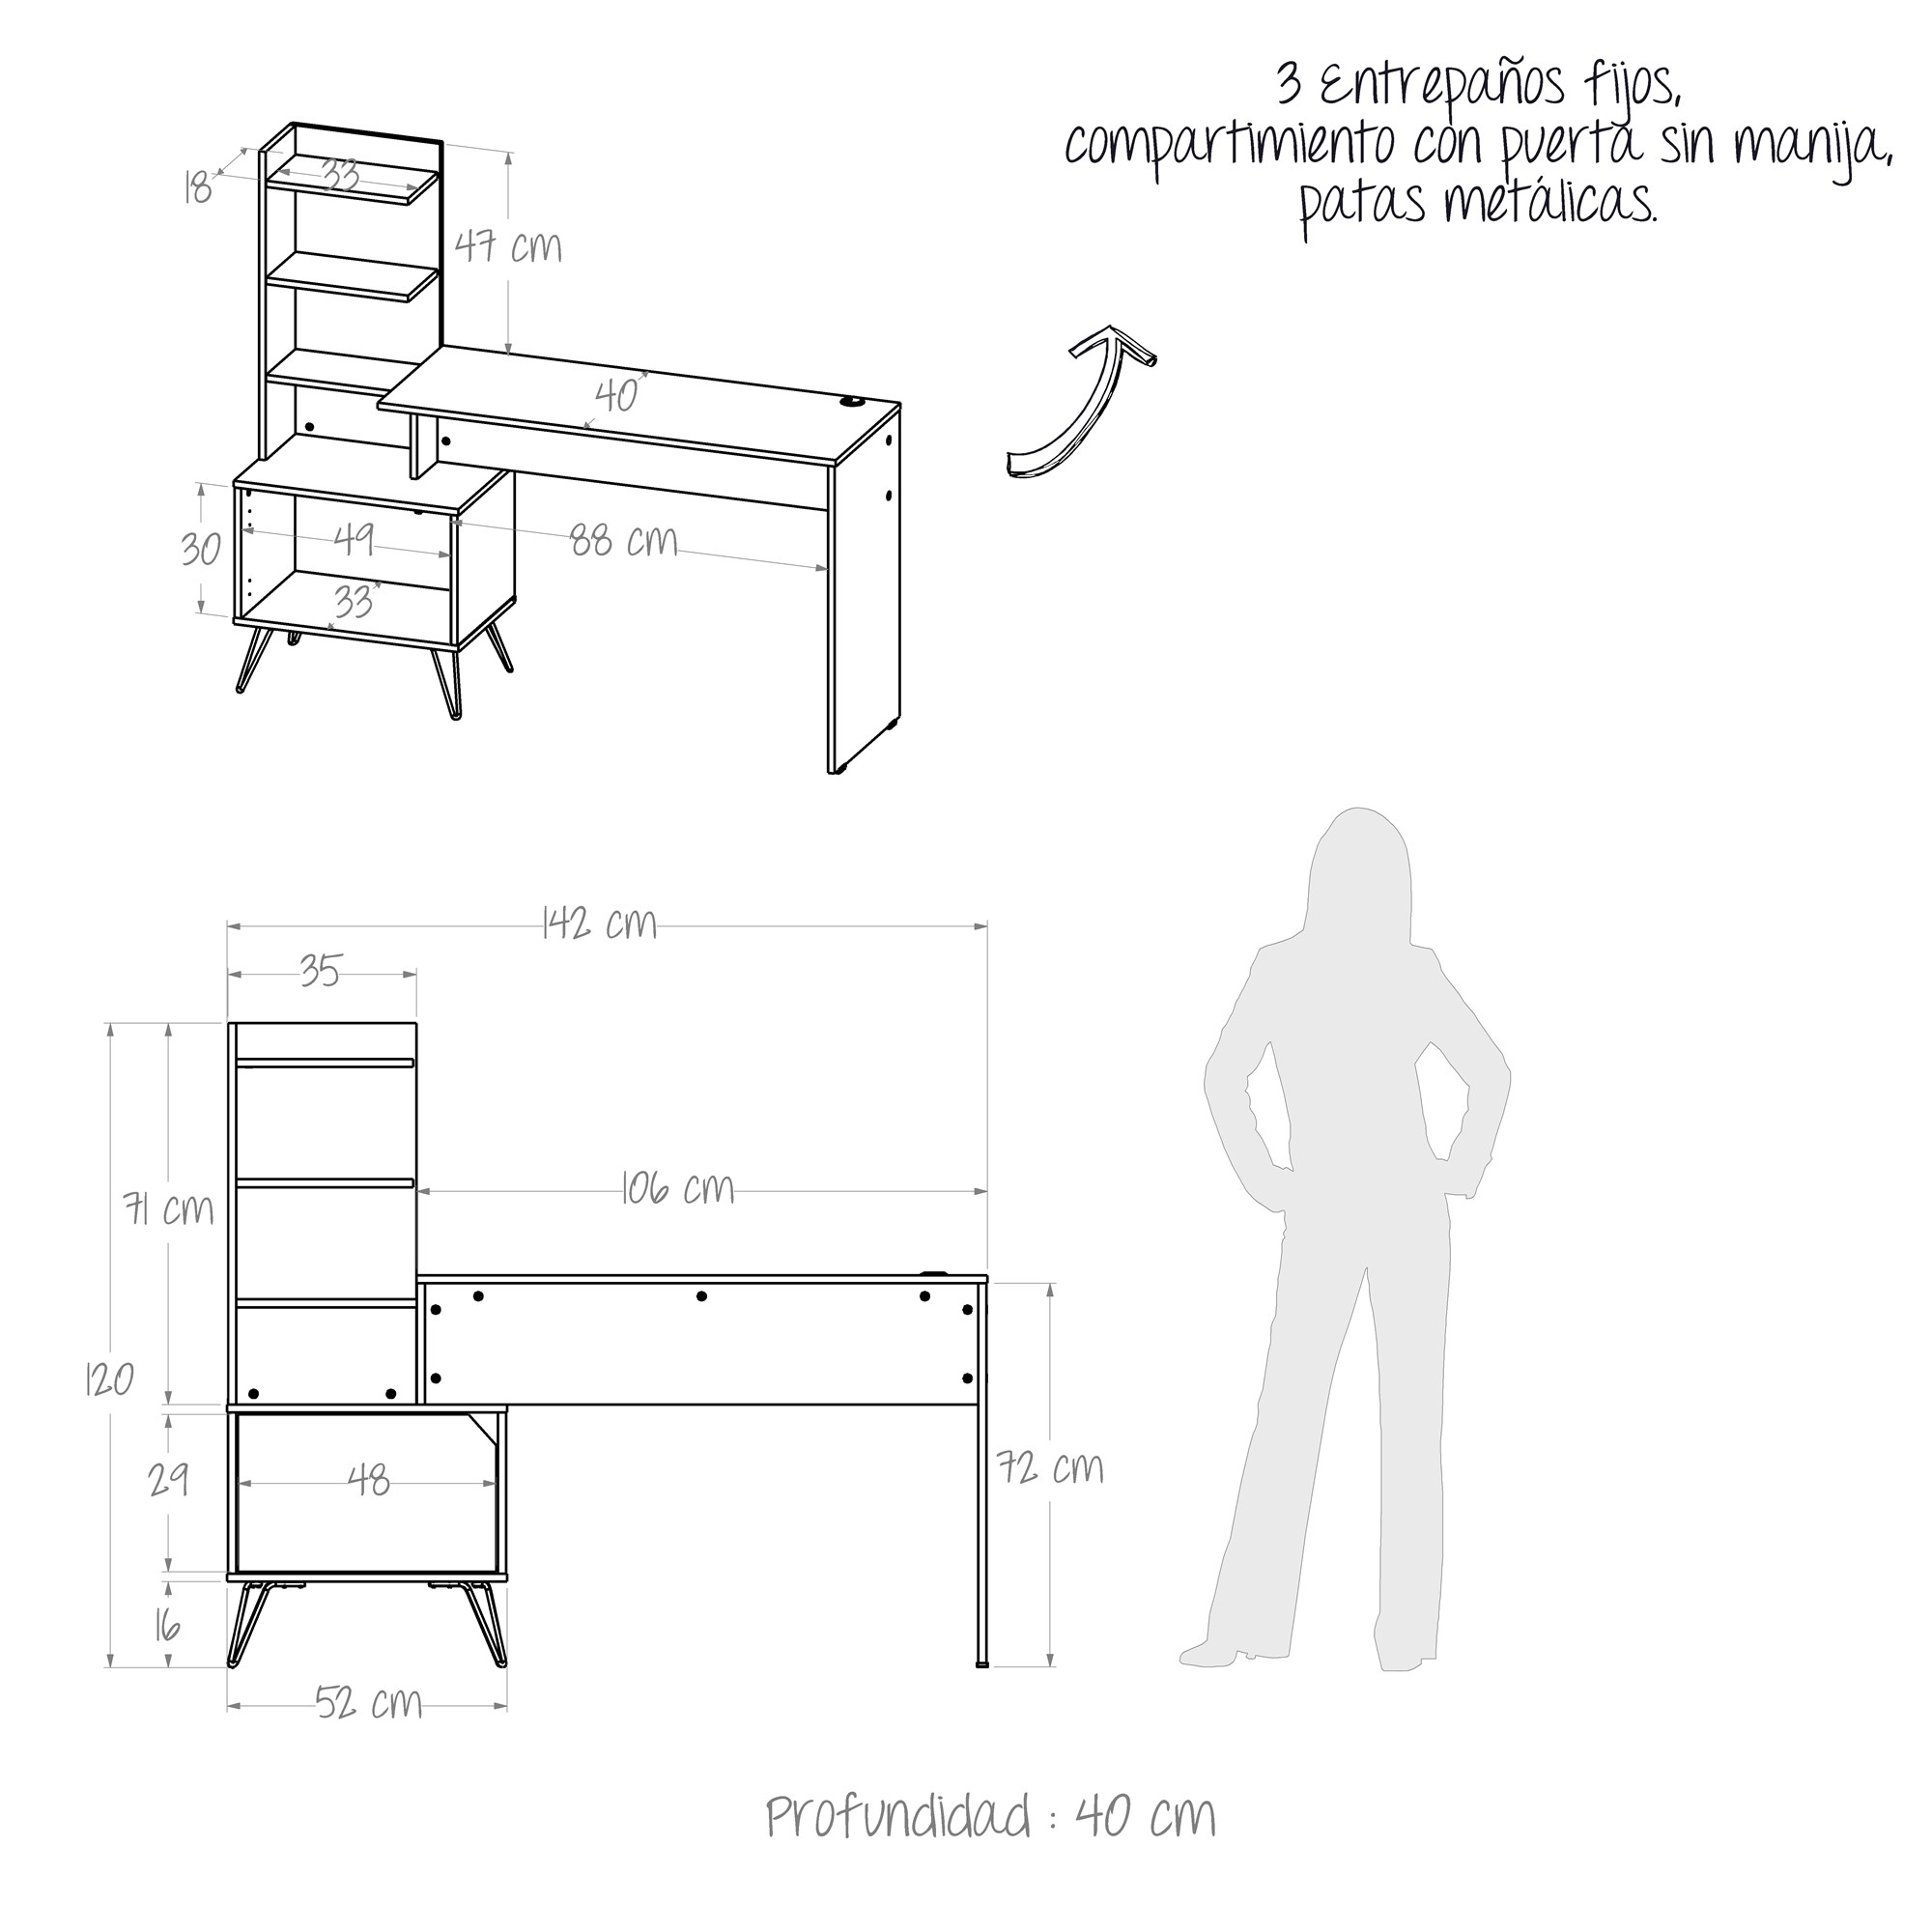 3 Entrepaños fijos,
compartimiento con puerta sin manija,
patas metálicas.
18
33
47 cm
40
30
49
88 cm
33
142 cm
35
71 cm
106 cm
120
29
48
72 cm
16
52 cm
Profundidad : 40 cm